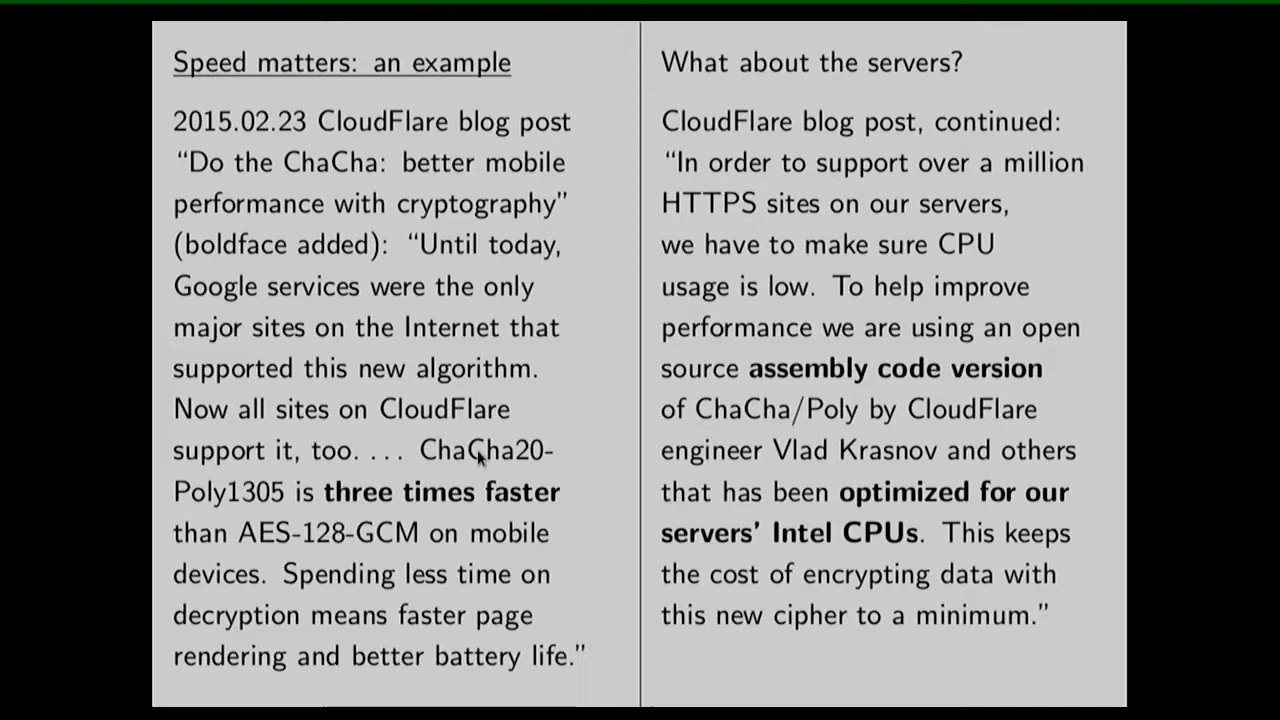 Speed matters: an example
2015.02.23 CloudFlare blog post
“Do the ChaCha: better mobile
performance with cryptography”
(boldface added): “Until today,
Google services were the only
major sites on the Internet that
supported this new algorithm.
Now all sites on CloudFlare
support it, too. . . . ChaCha20-
Poly1305 is three times faster
than AES-128-GCM on mobile
devices. Spending less time on
decryption means faster page
rendering and better battery life.”
What about the servers?
CloudFlare blog post, continued:
“In order to support over a million
HTTPS sites on our servers,
we have to make sure CPU
usage is low. To help improve
performance we are using an open
source assembly code version
of ChaCha/Poly by CloudFlare
engineer Vlad Krasnov and others
that has been optimized for our
servers’ Intel CPUs. This keeps
the cost of encrypting data with
this new cipher to a minimum.”